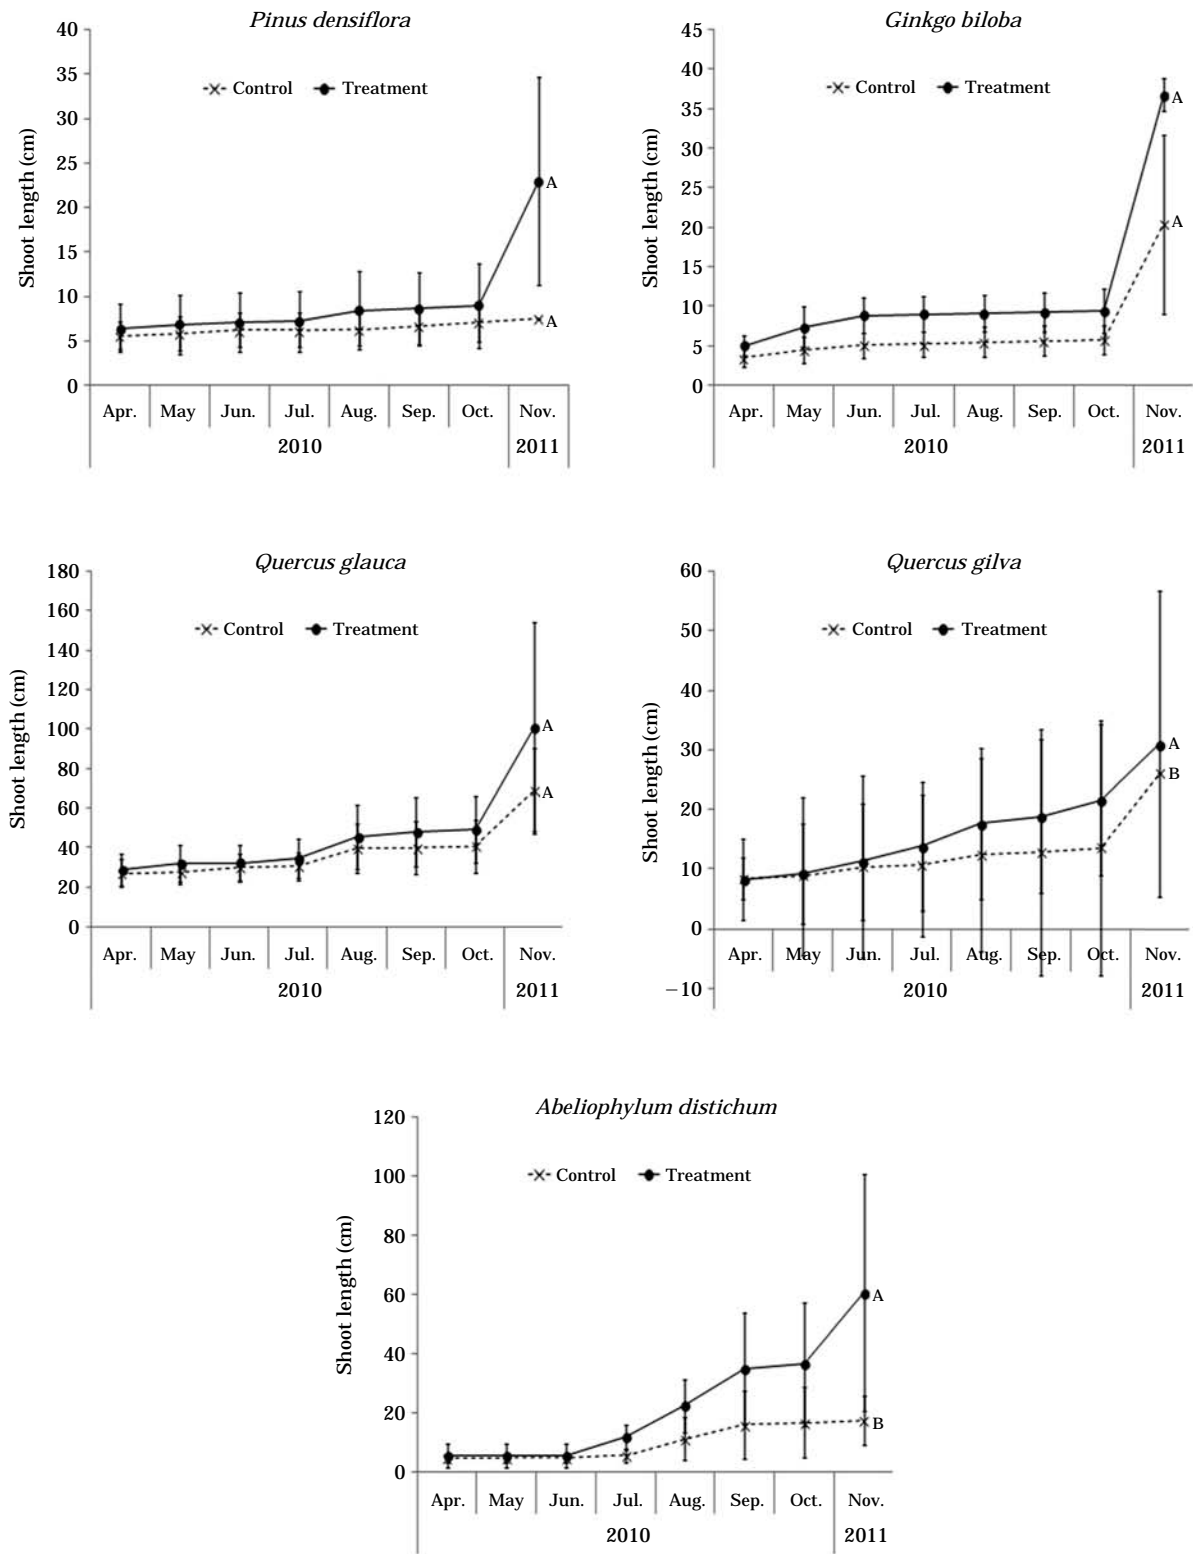 Pinus densiflora
40
35
30
25
20
15
10
5
0
Shoot length (cm)
Control Treatment
A
A
Apr. May Jun. Jul. Aug. Sep. Oct. Nov.
2010 2011
Ginkgo biloba
45
40
35
30
25
20
15
10
5
0
Shoot length (cm)
Control Treatment
A
A
Apr. May Jun. Jul. Aug. Sep. Oct. Nov.
2010 2011
Quercus glauca
180
160
140
120
100
80
60
40
20
0
Shoot length (cm)
Control Treatment
A
A
Apr. May Jun. Jul. Aug. Sep. Oct. Nov.
2010 2011
Quercus gilva
60
50
40
30
20
10
0
−10
Shoot length (cm)
Control Treatment
A
B
Apr. May Jun. Jul. Aug. Sep. Oct. Nov.
2010 2011
Abeliophylum distichum
120
100
80
60
40
20
0
Shoot length (cm)
Control Treatment
A
B
Apr. May Jun. Jul. Aug. Sep. Oct. Nov.
2010 2011